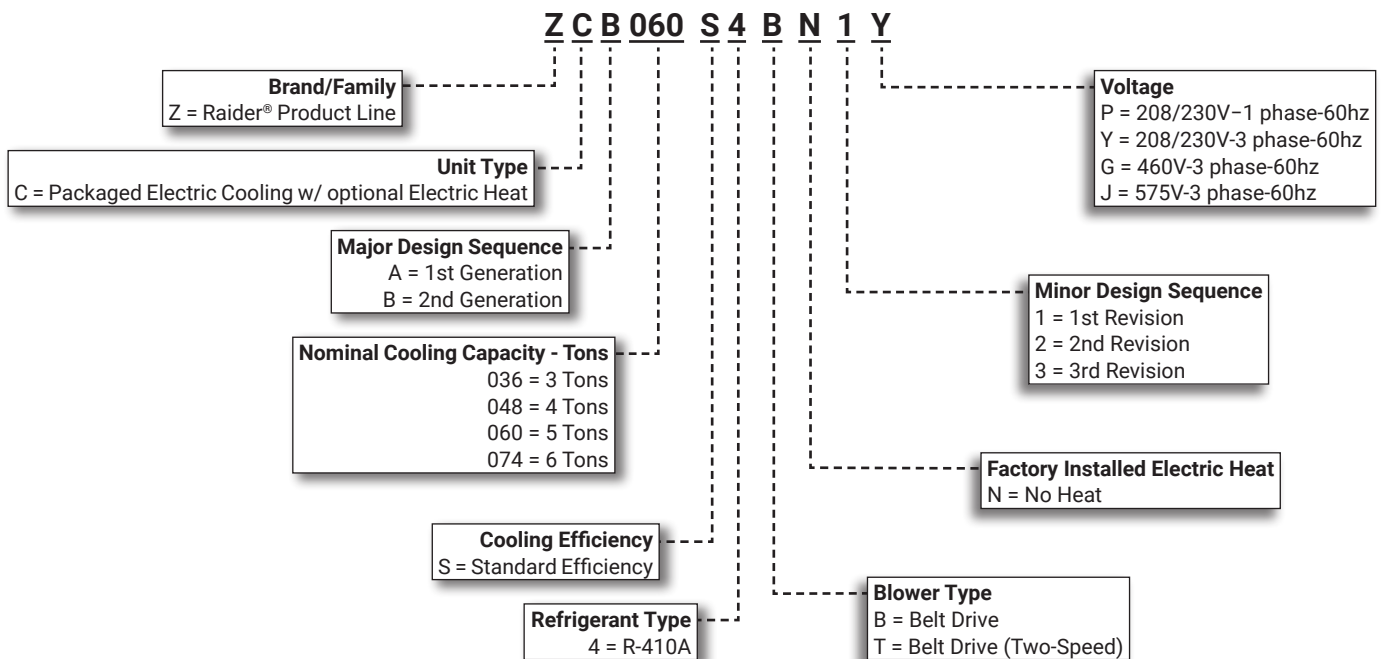 Z C B 060 S 4 B N 1 Y
Brand/Family
Z = Raider® Product Line
Unit Type
C = Packaged Electric Cooling w/ optional Electric Heat
Major Design Sequence
A = 1st Generation
B = 2nd Generation
Nominal Cooling Capacity - Tons
036 = 3 Tons
048 = 4 Tons
060 = 5 Tons
074 = 6 Tons
Cooling Efficiency
S = Standard Efficiency
Refrigerant Type
4 = R-410A
Voltage
P = 208/230V−1 phase-60hz
Y = 208/230V-3 phase-60hz
G = 460V-3 phase-60hz
J = 575V-3 phase-60hz
Minor Design Sequence
1 = 1st Revision
2 = 2nd Revision
3 = 3rd Revision
Factory Installed Electric Heat
N = No Heat
Blower Type
B = Belt Drive
T = Belt Drive (Two-Speed)